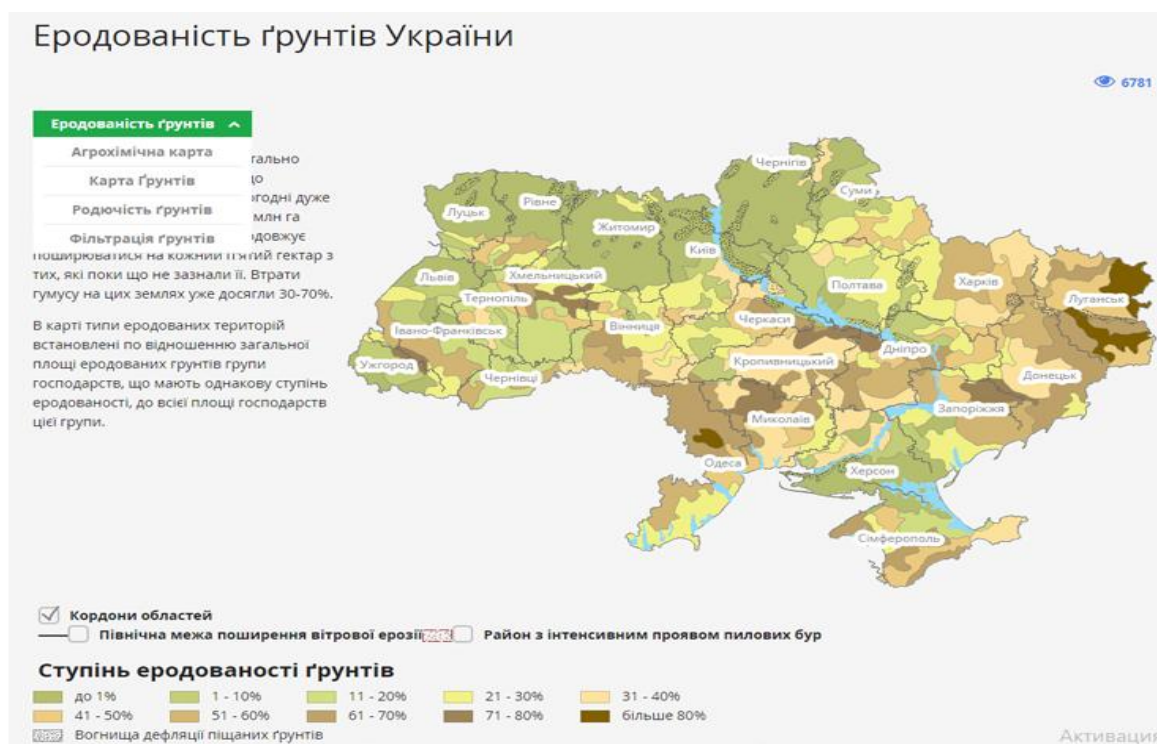 Еродованість ґрунтів України
6781
Еродованість ґрунтів
Агрохімічна карта
Карта Ґрунтів
Родючість ґрунтів
Фільтрація ґрунтів
млн га
поширюватися на кожний п'ятий гектар з
тих, які поки що не зазнали її. Втрати
гумусу на цих землях уже досягли 30-70%.
В карті типи еродованих територій
встановлені по відношенню загальної
площі еродованих грунтів групи
господарств, що мають однакову ступінь
еродованості, до всієї площі господарств
цієї групи.
Чернігів
Суми
Луцьк
Рівне
Житомир
Київ
Львів
Хмельницький
Тернопіль
Полтава
Харків
Луганськ
Черкаси
Вінниця
Івано-Франківськ
Дніпро
Кропивницький
Ужгород
Чернівці
Донецьк
Запоріжжя
Миколаїв
Одеса
Херсон
Сімферополь
Кордони областей
Північна межа поширення вітрової ерозії
Район з інтенсивним проявом пилових бур
Ступінь еродованості ґрунтів
до 1% 1 - 10% 11 - 20% 21 - 30% 31 - 40%
41 - 50% 51 - 60% 61 - 70% 71 - 80% більше 80%
Вогнища дефляції піщаних ґрунтів
Активация